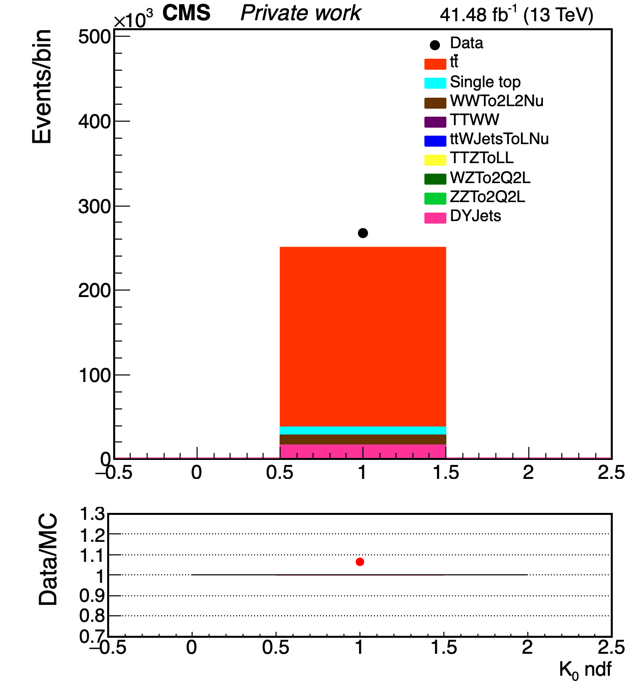 ×10³ CMS Private work 41.48 fb⁻¹ (13 TeV)
Events/bin
500
400
300
200
100
0
−0.5 0 0.5 1 1.5 2 2.5
Data
tt̄
Single top
WWTo2L2Nu
TTWW
ttWJetsToLNu
TTZToLL
WZTo2Q2L
ZZTo2Q2L
DYJets
Data/MC
1.3
1.2
1.1
1
0.9
0.8
0.7
−0.5 0 0.5 1 1.5 2 2.5
K₀ ndf